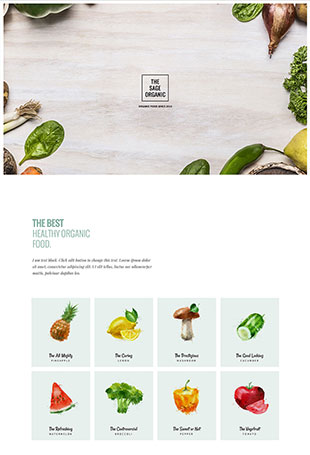 THE
SAGE
ORGANIC
ORGANIC FOOD SINCE 2015
THE BEST
HEALTHY ORGANIC
FOOD.
I am text block. Click edit button to change this text. Lorem ipsum dolor
sit amet, consectetur adipiscing elit. Ut elit tellus, luctus nec ullamcorper
mattis, pulvinar dapibus leo.
The All Mighty
PINEAPPLE
The Caring
LEMON
The Prestigious
MUSHROOM
The Good Looking
CUCUMBER
The Refreshing
WATERMELON
The Controversial
BROCCOLI
The Sweet or Hot
PEPPER
The Vegefruit
TOMATO